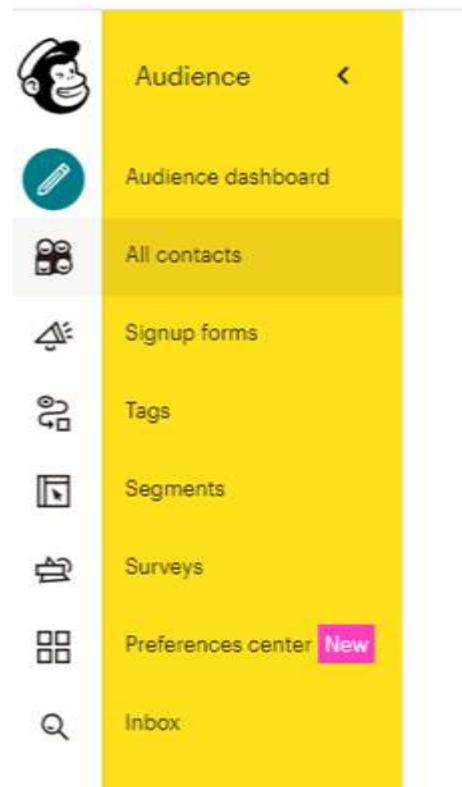 Audience
Audience dashboard
All contacts
Signup forms
Tags
Segments
Surveys
Preferences center New
Inbox